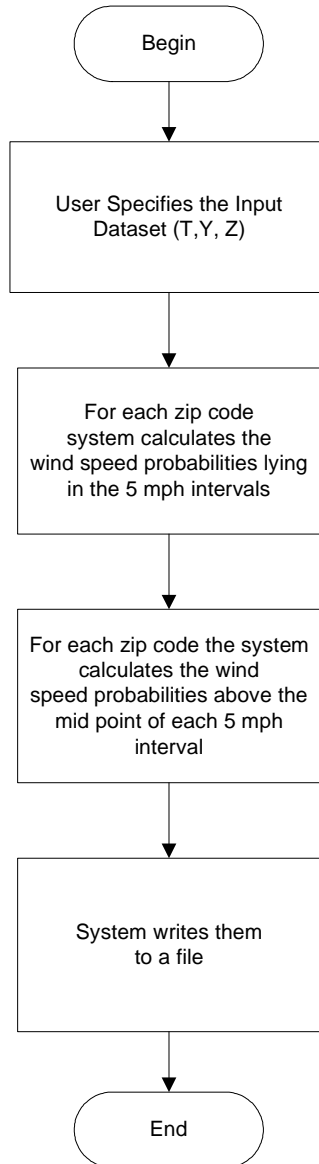 Begin
User Specifies the Input
Dataset (T,Y, Z)
For each zip code
system calculates the
wind speed probabilities lying
in the 5 mph intervals
For each zip code the system
calculates the wind
speed probabilities above the
mid point of each 5 mph
interval
System writes them
to a file
End